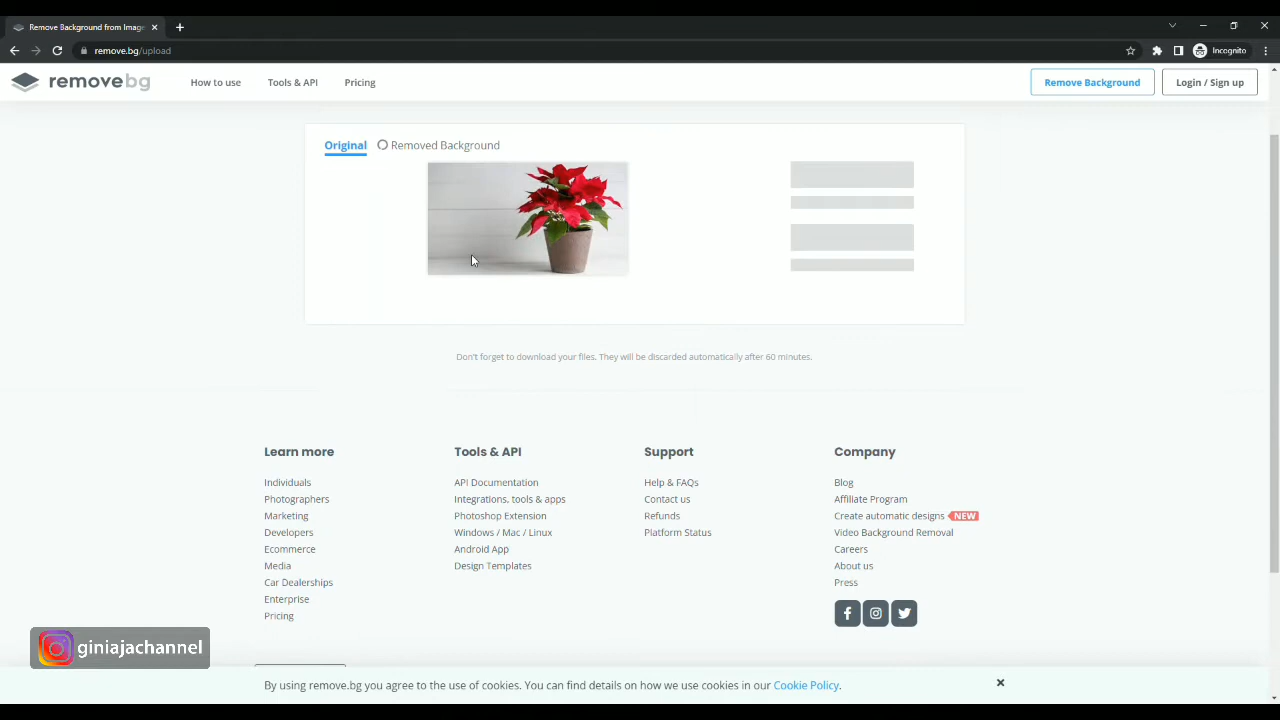 Remove Background from Image
remove.bg/upload
Incognito
removebg
How to use
Tools & API
Pricing
Remove Background
Login / Sign up
Original
Removed Background
Don't forget to download your files. They will be discarded automatically after 60 minutes.
Learn more
Individuals
Photographers
Marketing
Developers
Ecommerce
Media
Car Dealerships
Enterprise
Pricing
Tools & API
API Documentation
Integrations, tools & apps
Photoshop Extension
Windows / Mac / Linux
Android App
Design Templates
Support
Help & FAQs
Contact us
Refunds
Platform Status
Company
Blog
Affiliate Program
Create automatic designs NEW
Video Background Removal
Careers
About us
Press
giniajachannel
By using remove.bg you agree to the use of cookies. You can find details on how we use cookies in our Cookie Policy.